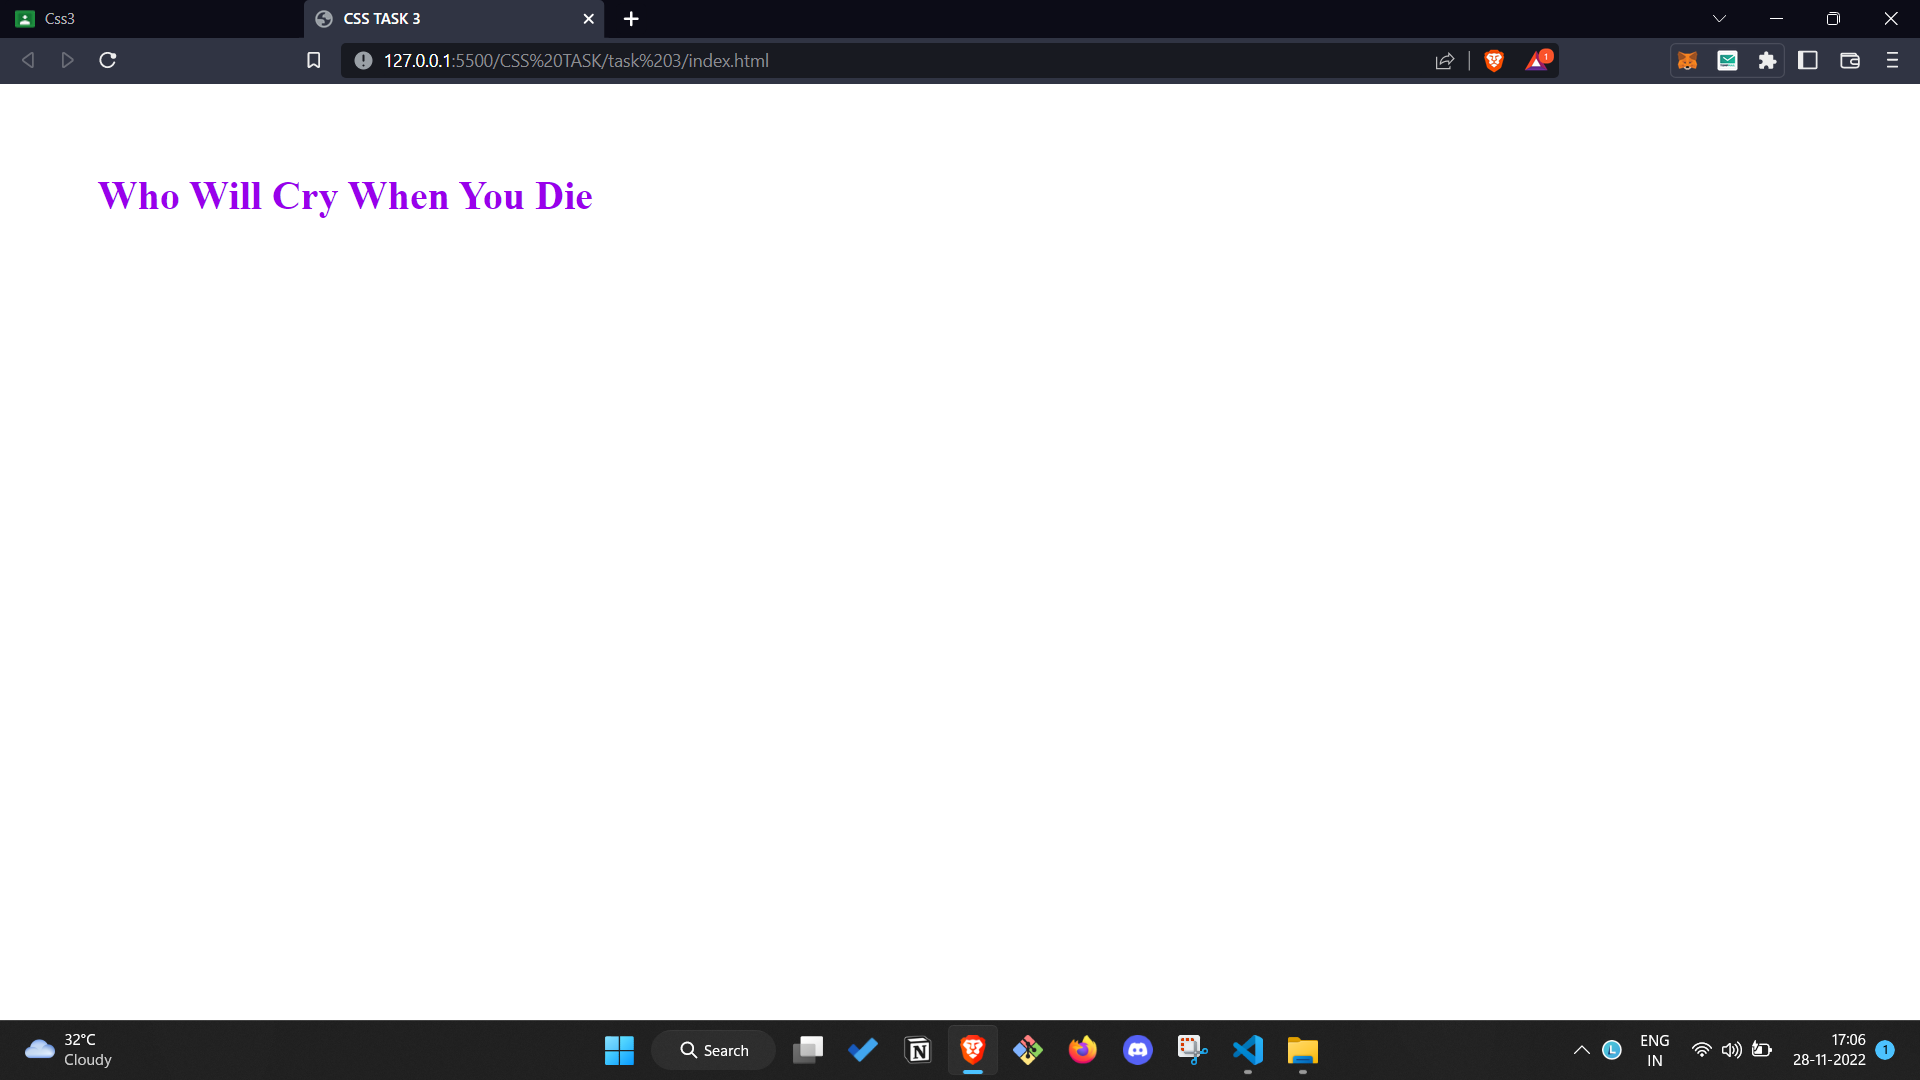 Css3
CSS TASK 3
127.0.0.1:5500/CSS%20TASK/task%203/index.html
1
Who Will Cry When You Die
32°C
Cloudy
Search
L
ENG
IN
17:06
28-11-2022
1